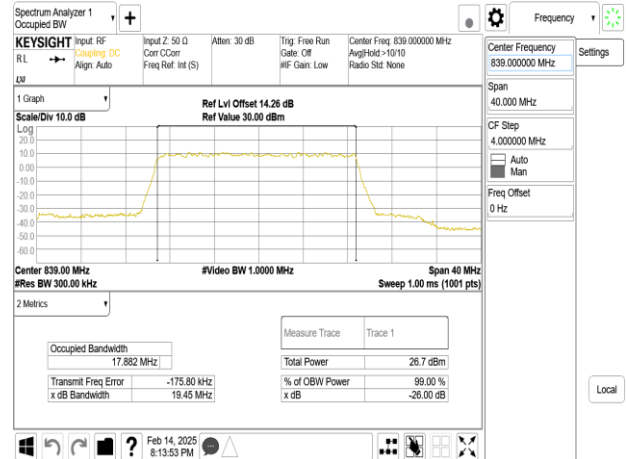 Spectrum Analyzer 1
Occupied BW
Frequency
KEYSIGHT
RL
LXI
Input: RF
Coupling: DC
Align: Auto
Input Z: 50 Ω
Corr CCorr
Freq Ref: Int (S)
Atten: 30 dB
Trig: Free Run
Gate: Off
#IF Gain: Low
Center Freq: 839.000000 MHz
Avg|Hold:>10/10
Radio Std: None
Center Frequency
839.000000 MHz
Settings
Span
40.000 MHz
CF Step
4.000000 MHz
Auto
Man
Freq Offset
0 Hz
Local
1 Graph
Ref Lvl Offset 14.26 dB
Scale/Div 10.0 dB
Ref Value 30.00 dBm
Log
20.0
10.0
0.00
-10.0
-20.0
-30.0
-40.0
-50.0
-60.0
Center 839.00 MHz
#Video BW 1.0000 MHz
Span 40 MHz
#Res BW 300.00 kHz
Sweep 1.00 ms (1001 pts)
2 Metrics
Measure Trace Trace 1
Occupied Bandwidth
17.882 MHz
Total Power 26.7 dBm
Transmit Freq Error -175.80 kHz
% of OBW Power 99.00 %
x dB Bandwidth 19.45 MHz
x dB -26.00 dB
?
Feb 14, 2025
8:13:53 PM